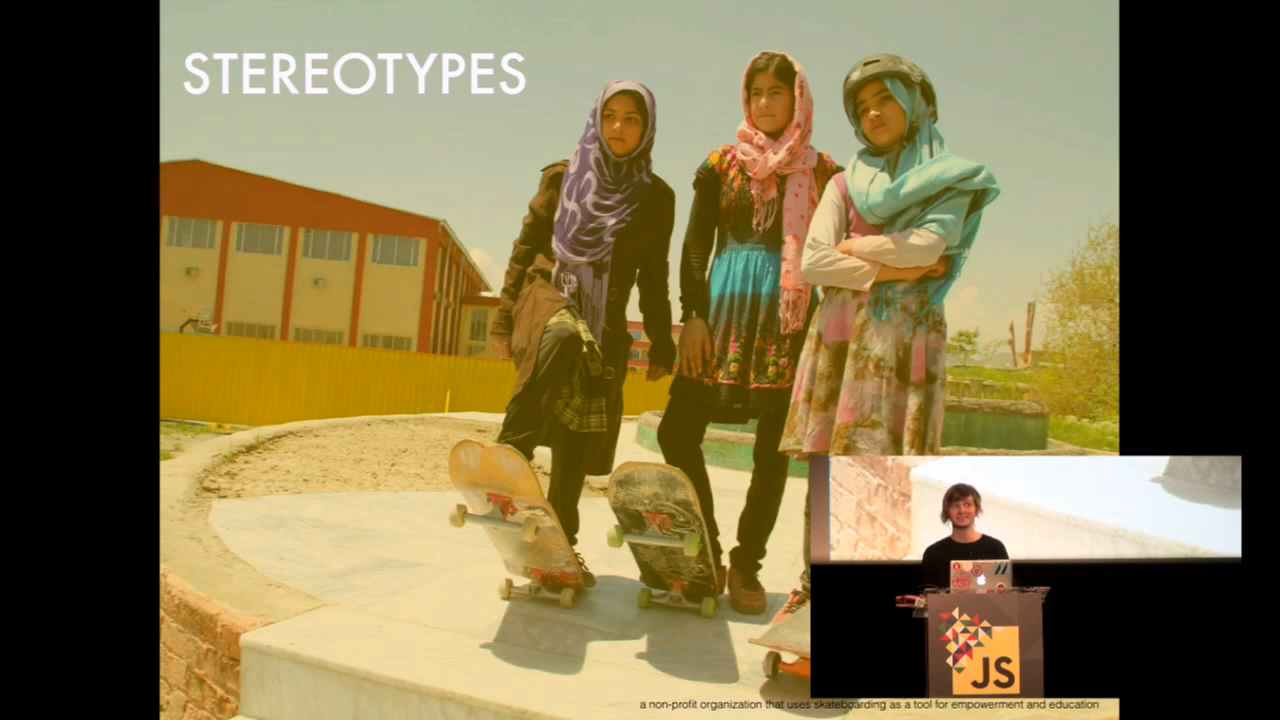 STEREOTYPES
JS
a non-profit organization that uses skateboarding as a tool for empowerment and education